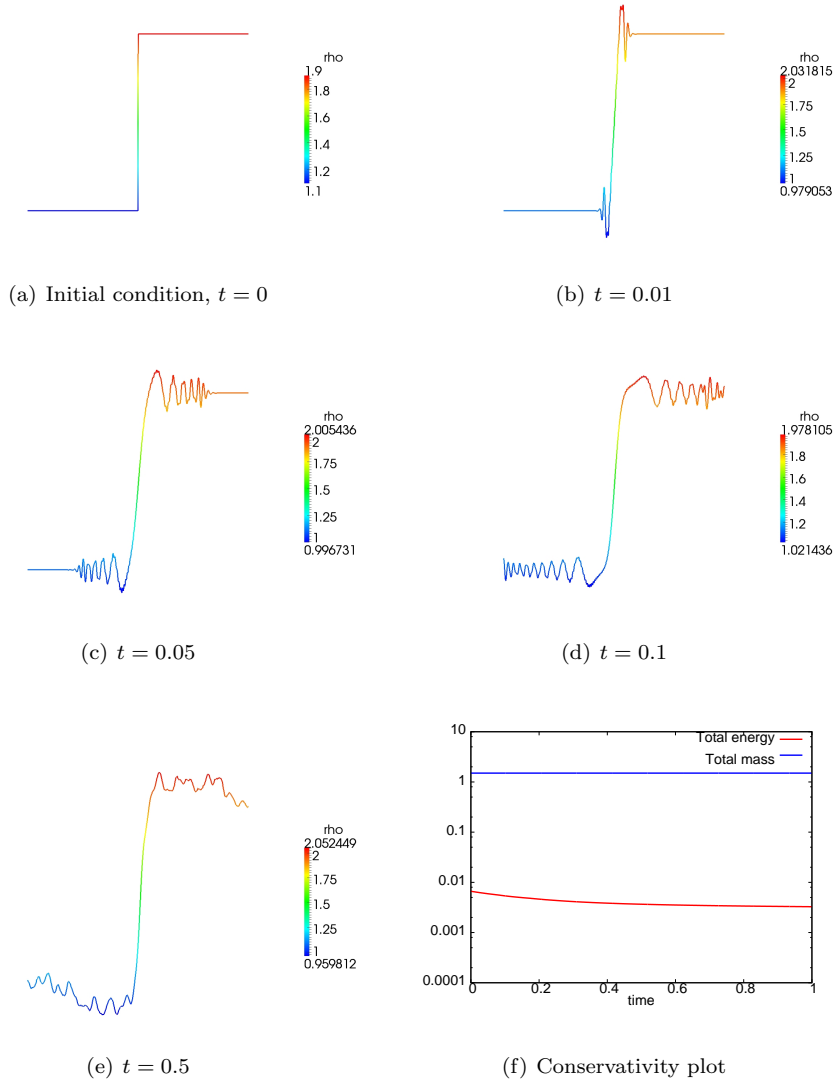 rho
1.9
1.8
1.6
1.4
1.2
1.1
(a) Initial condition, t = 0
rho
2.031815
2
1.75
1.5
1.25
1
0.979053
(b) t = 0.01
rho
2.005436
2
1.75
1.5
1.25
1
0.996731
(c) t = 0.05
rho
1.978105
1.8
1.6
1.4
1.2
1.021436
(d) t = 0.1
rho
2.052449
2
1.75
1.5
1.25
1
0.959812
(e) t = 0.5
10
1
0.1
0.01
0.001
0.0001
Total energy
Total mass
0 0.2 0.4 0.6 0.8 1
time
(f) Conservativity plot